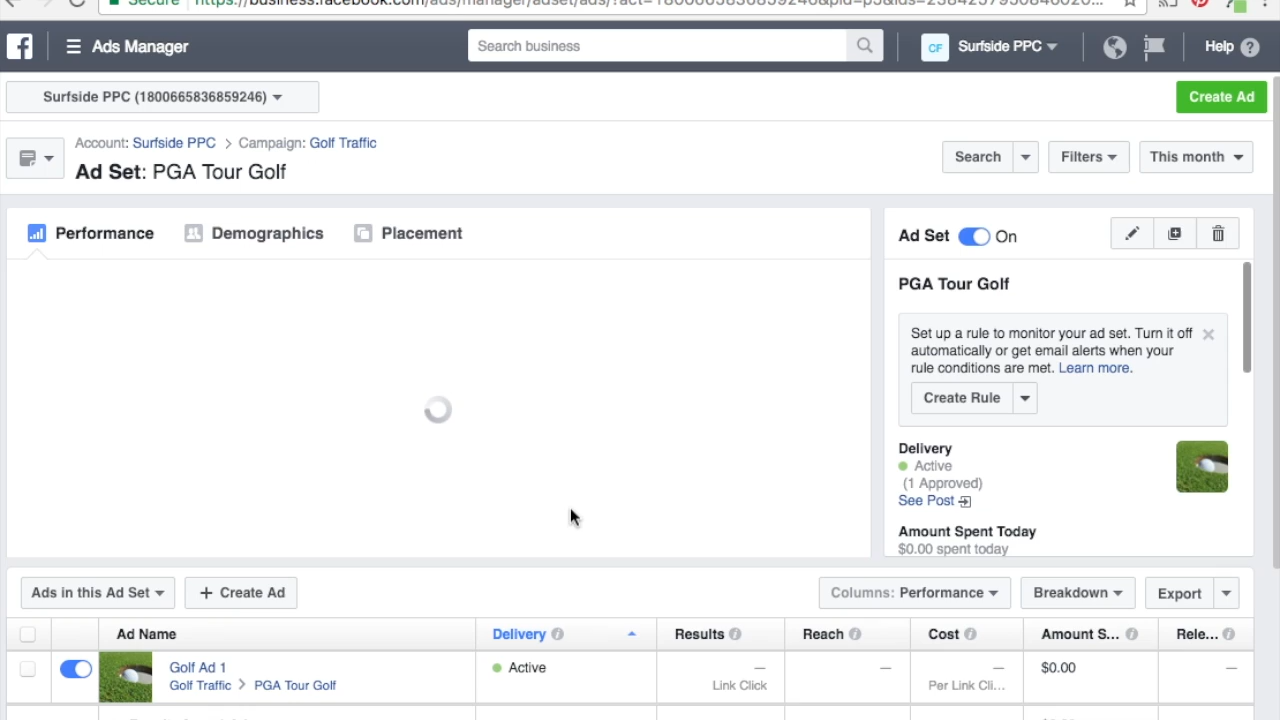 Secure
Ads Manager
Search business
CF
Surfside PPC
Help
Surfside PPC (1800665836859246)
Create Ad
Account: Surfside PPC > Campaign: Golf Traffic
Ad Set: PGA Tour Golf
Search
Filters
This month
Performance
Demographics
Placement
Ad Set
On
PGA Tour Golf
Set up a rule to monitor your ad set. Turn it off
automatically or get email alerts when your
rule conditions are met. Learn more.
Create Rule
Delivery
Active
(1 Approved)
See Post
Amount Spent Today
$0.00 spent today
Ads in this Ad Set
+ Create Ad
Columns: Performance
Breakdown
Export
Ad Name
Delivery
Results
Reach
Cost
Amount S...
Rele...
Golf Ad 1
Golf Traffic > PGA Tour Golf
Active
—
Link Click
—
—
Per Link Cli...
$0.00
—